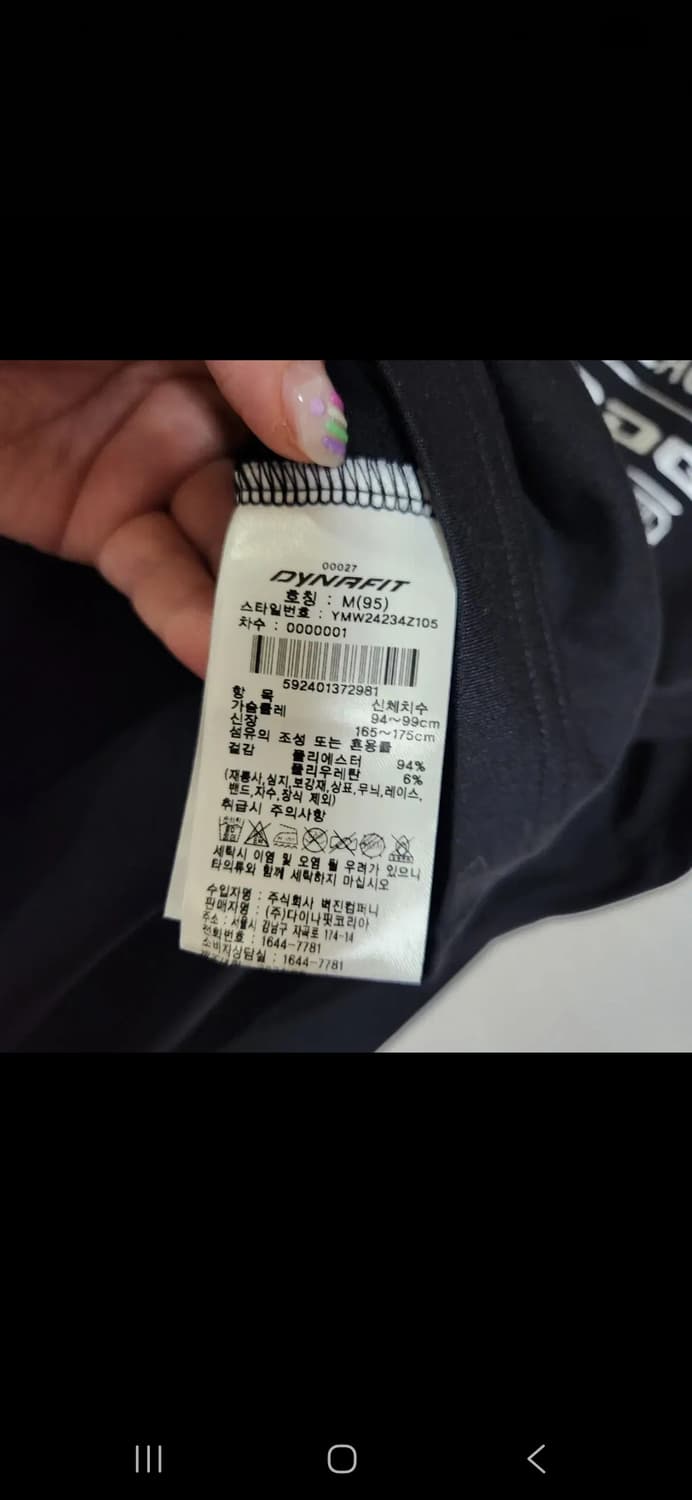 00027
DYNAFIT
호칭 : M(95)
스타일번호 : YMW24234Z105
차수 : 0000001
592401372981
항 목 신체치수
가슴둘레 94~99cm
신장 165~175cm
섬유의 조성 또는 혼용률
겉감 폴리에스터 94%
폴리우레탄 6%
(재봉사,심지,보강재,상표,무늬,레이스,
밴드,자수,장식 제외)
취급시 주의사항
세탁시 이염 및 오염 될 우려가 있으니
타의류와 함께 세탁하지 마십시오
수입자명 : 주식회사 벽진컴퍼니
판매자명 : (주)다이나핏코리아
주소 : 서울시 강남구 자곡로 174-14
전화번호 : 1644-7781
소비자상담실 : 1644-7781